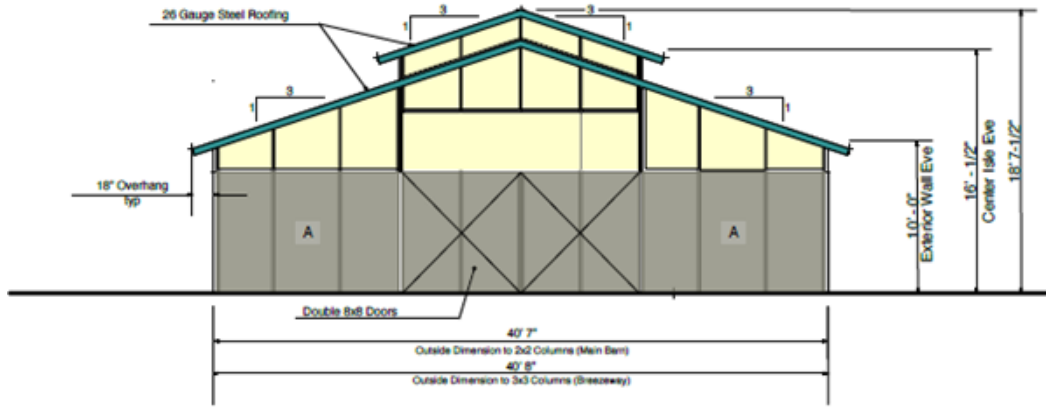 26 Gauge Steel Roofing
3
1
3
1
3
1
3
1
18" Overhang
typ
A
A
Double 8x8 Doors
10' - 0"
Exterior Wall Eve
16' - 1/2"
Center Isle Eve
18' 7-1/2"
40' 7"
Outside Dimension to 2x2 Columns (Main Barn)
40' 8"
Outside Dimension to 3x3 Columns (Breezeway)